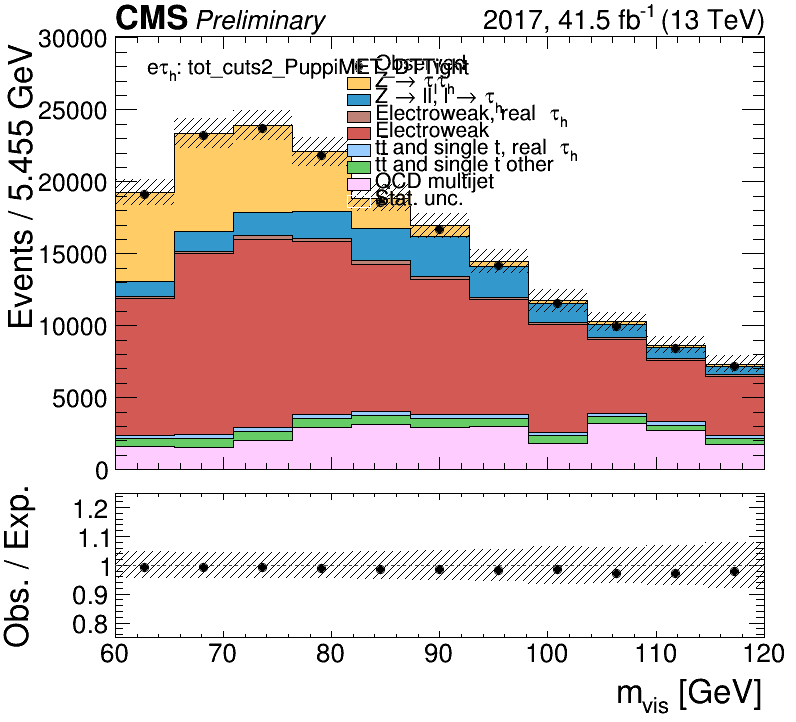 CMS Preliminary 2017, 41.5 fb⁻¹ (13 TeV)
Events / 5.455 GeV
30000
25000
20000
15000
10000
5000
0
eτh: tot_cuts2_PuppiMET_DTTight
Observed
Z → τlτh
Z → ll, l → τh
Electroweak, real τh
Electroweak
tt and single t, real τh
tt and single t other
QCD multijet
Stat. unc.
Obs. / Exp.
1.2
1.1
1
0.9
0.8
60 70 80 90 100 110 120
mvis [GeV]